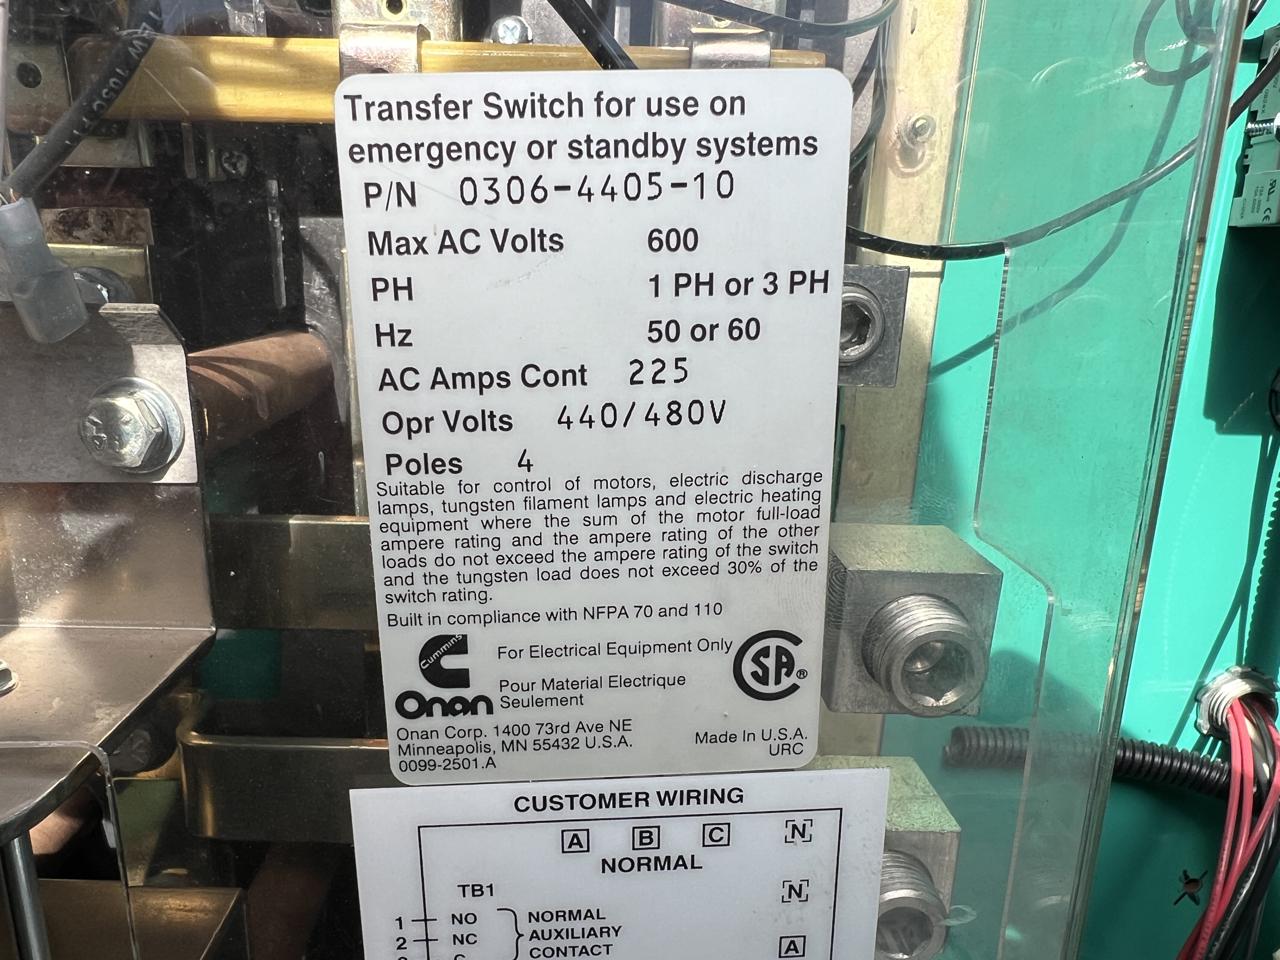 Transfer Switch for use on
emergency or standby systems
P/N 0306-4405-10
Max AC Volts 600
PH 1 PH or 3 PH
Hz 50 or 60
AC Amps Cont 225
Opr Volts 440/480V
Poles 4
Suitable for control of motors, electric discharge
lamps, tungsten filament lamps and electric heating
equipment where the sum of the motor full-load
ampere rating and the ampere rating of the other
loads do not exceed the ampere rating of the switch
and the tungsten load does not exceed 30% of the
switch rating.
Built in compliance with NFPA 70 and 110
Cummins
Onan
For Electrical Equipment Only
Pour Material Electrique
Seulement
SA®
Onan Corp. 1400 73rd Ave NE
Minneapolis, MN 55432 U.S.A.
0099-2501.A
Made In U.S.A.
URC
CUSTOMER WIRING
A B C N
NORMAL
TB1 N
1 NO NORMAL
2 NC AUXILIARY
C CONTACT A